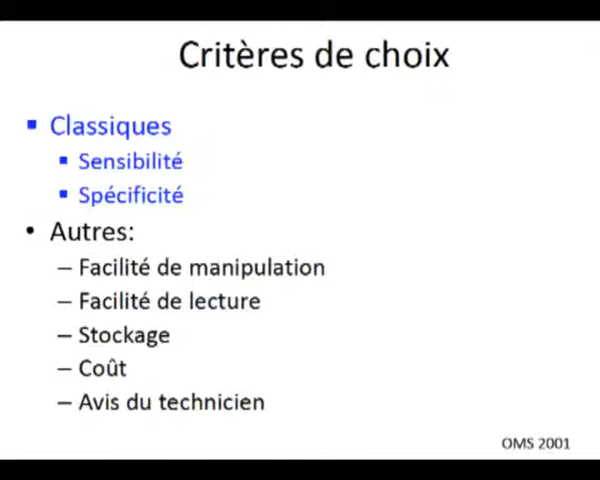 Critères de choix
▪ Classiques
▪ Sensibilité
▪ Spécificité
• Autres:
– Facilité de manipulation
– Facilité de lecture
– Stockage
– Coût
– Avis du technicien
OMS 2001